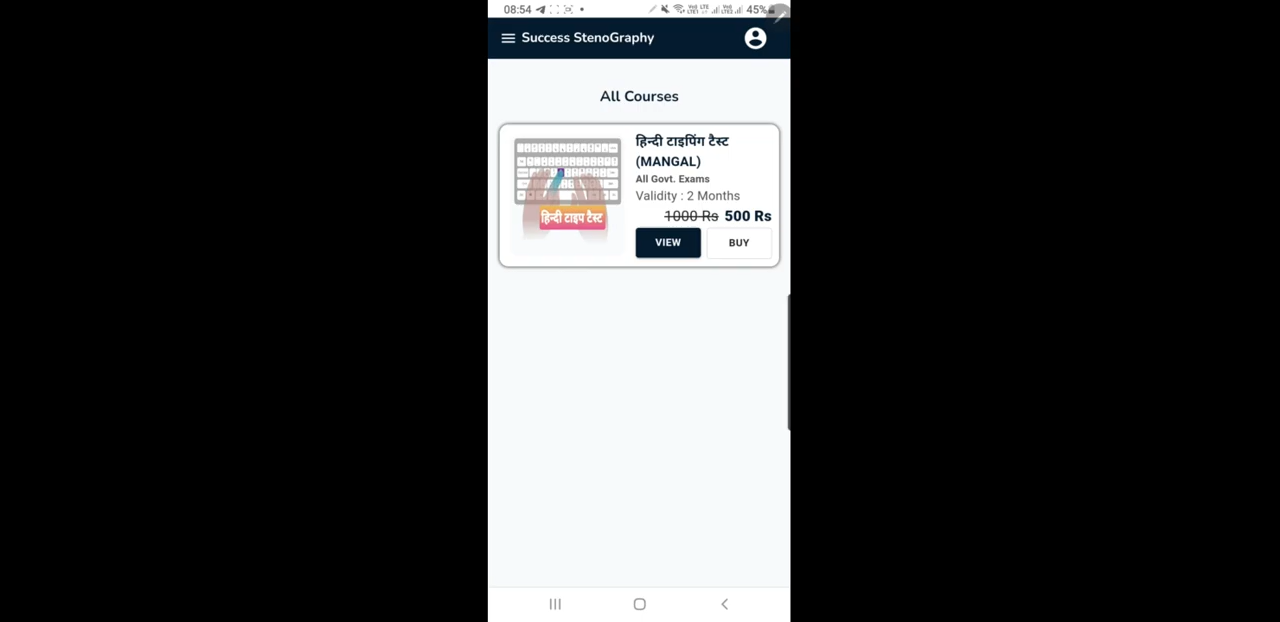 08:54
45%
Success StenoGraphy
All Courses
हिन्दी टाइपिंग टैस्ट
(MANGAL)
All Govt. Exams
Validity : 2 Months
1000 Rs 500 Rs
हिन्दी टाइप टैस्ट
VIEW BUY